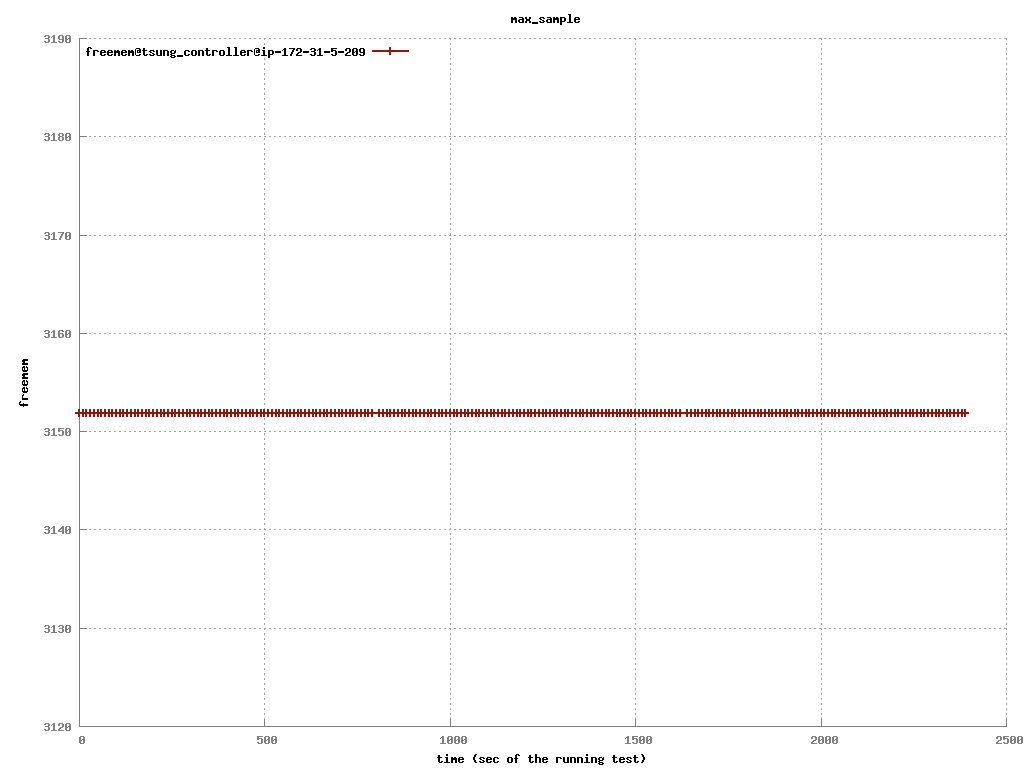 max_sample
3190
freemem@tsung_controller@ip-172-31-5-209
3180
3170
3160
freemem
3150
3140
3130
3120
0 500 1000 1500 2000 2500
time (sec of the running test)